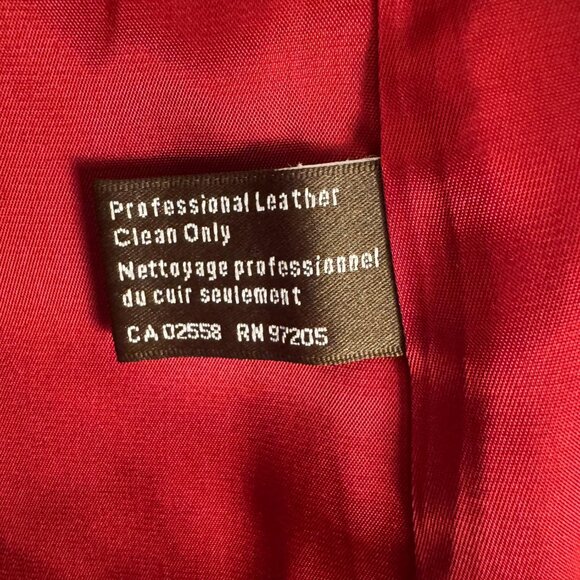 Professional Leather
Clean Only
Nettoyage professionnel
du cuir seulement
CA 02558 RN 97205